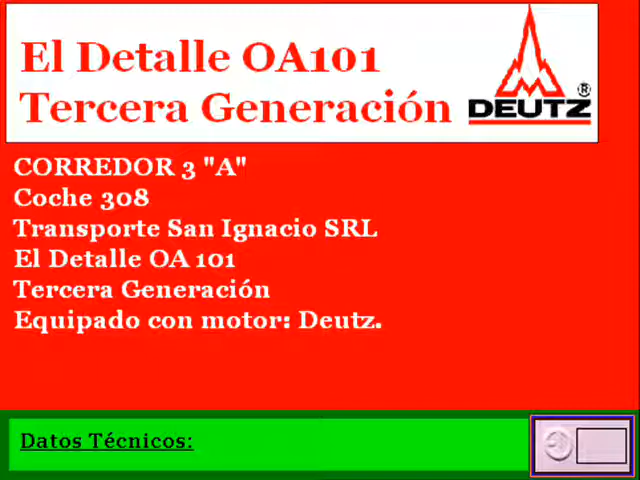 El Detalle OA101
Tercera Generación
DEUTZ®
CORREDOR 3 "A"
Coche 308
Transporte San Ignacio SRL
El Detalle OA 101
Tercera Generación
Equipado con motor: Deutz.
Datos Técnicos: